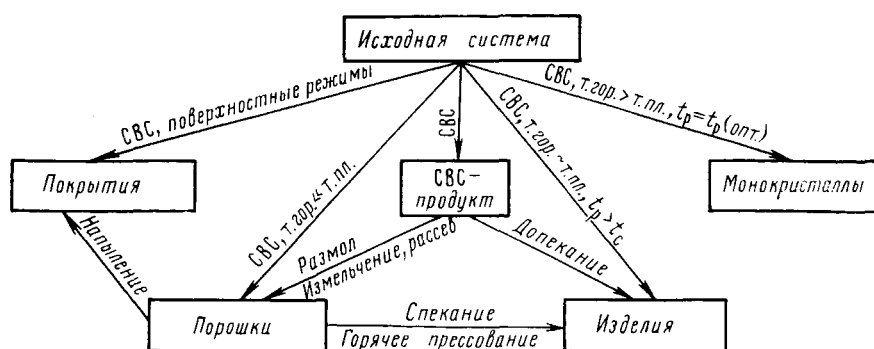 Исходная система
СВС, поверхностные режимы
СВС, т.гор.≪т.пл.
СВС
СВС, т.гор.~т.пл., tр>tс
СВС, т.гор.>т.пл., tр=tр(опт.)
Покрытия
СВС-
продукт
Монокристаллы
Напыление
Размол
Измельчение, рассев
Допекание
Порошки
Спекание
Горячее прессование
Изделия